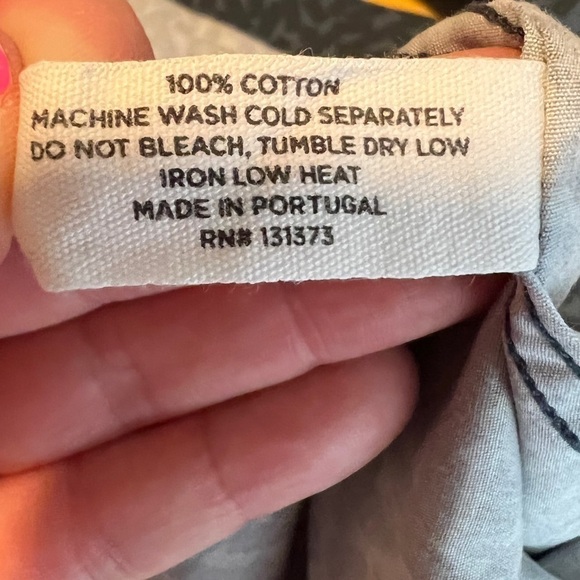 100% COTTON
MACHINE WASH COLD SEPARATELY
DO NOT BLEACH, TUMBLE DRY LOW
IRON LOW HEAT
MADE IN PORTUGAL
RN# 131373